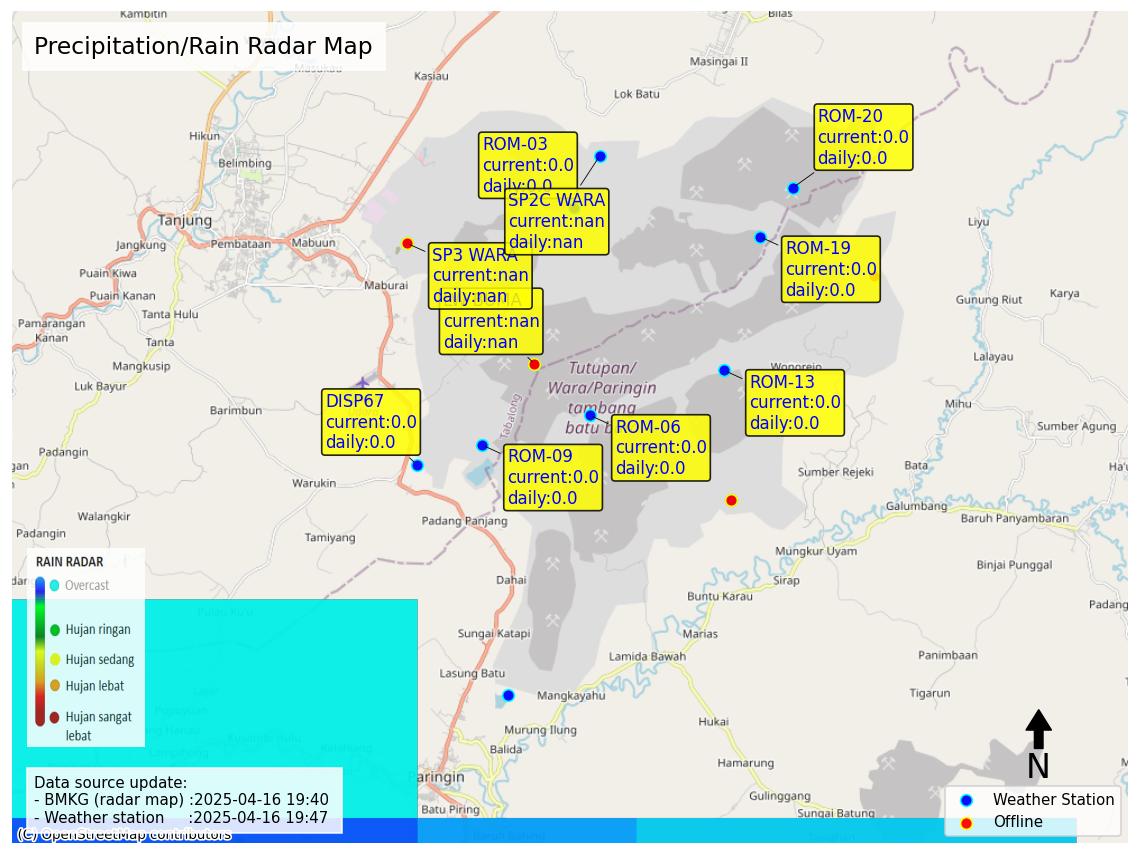 Kambitin
Bilas
Precipitation/Rain Radar Map
Masukau
Masingai II
Kasiau
Lok Batu
Hikun
Belimbing
ROM-03
current:0.0
daily:0.0
ROM-20
current:0.0
daily:0.0
SP2C WARA
current:nan
daily:nan
Tanjung
Jangkung
Pembataan
Mabuun
Liyu
SP3 WARA
current:nan
daily:nan
ROM-19
current:0.0
daily:0.0
Puain Kiwa
Maburai
Puain Kanan
Tanta Hulu
current:nan
daily:nan
Gunung Riut
Karya
Pamarangan
Kanan
Tanta
Mangkusip
Luk Bayur
Lalayau
Wonorejo
Tutupan/
Wara/Paringin
tambang
batu b
Tabalong
ROM-13
current:0.0
daily:0.0
DISP67
current:0.0
daily:0.0
Barimbun
Mihu
ROM-06
current:0.0
daily:0.0
Sumber Agung
Padangin
ROM-09
current:0.0
daily:0.0
Warukin
Sumber Rejeki
Bata
Galumbang
Baruh Panyambaran
Walangkir
Padangin
Padang Panjang
Tamiyang
Mungkur Uyam
Binjai Punggal
RAIN RADAR
Overcast
Hujan ringan
Hujan sedang
Hujan lebat
Hujan sangat
lebat
Dahai
Sirap
Buntu Karau
Padang
Pulau Ku'u
Sungai Katapi
Marias
Lamida Bawah
Panimbaan
Lasung Batu
Mangkayahu
Tigarun
Murung Ilung
Hukai
Balida
Hamarung
N
Paringin
Gulinggang
Batu Piring
Sungai Batung
Data source update:
- BMKG (radar map) :2025-04-16 19:40
- Weather station :2025-04-16 19:47
Weather Station
Offline
(C) OpenStreetMap contributors